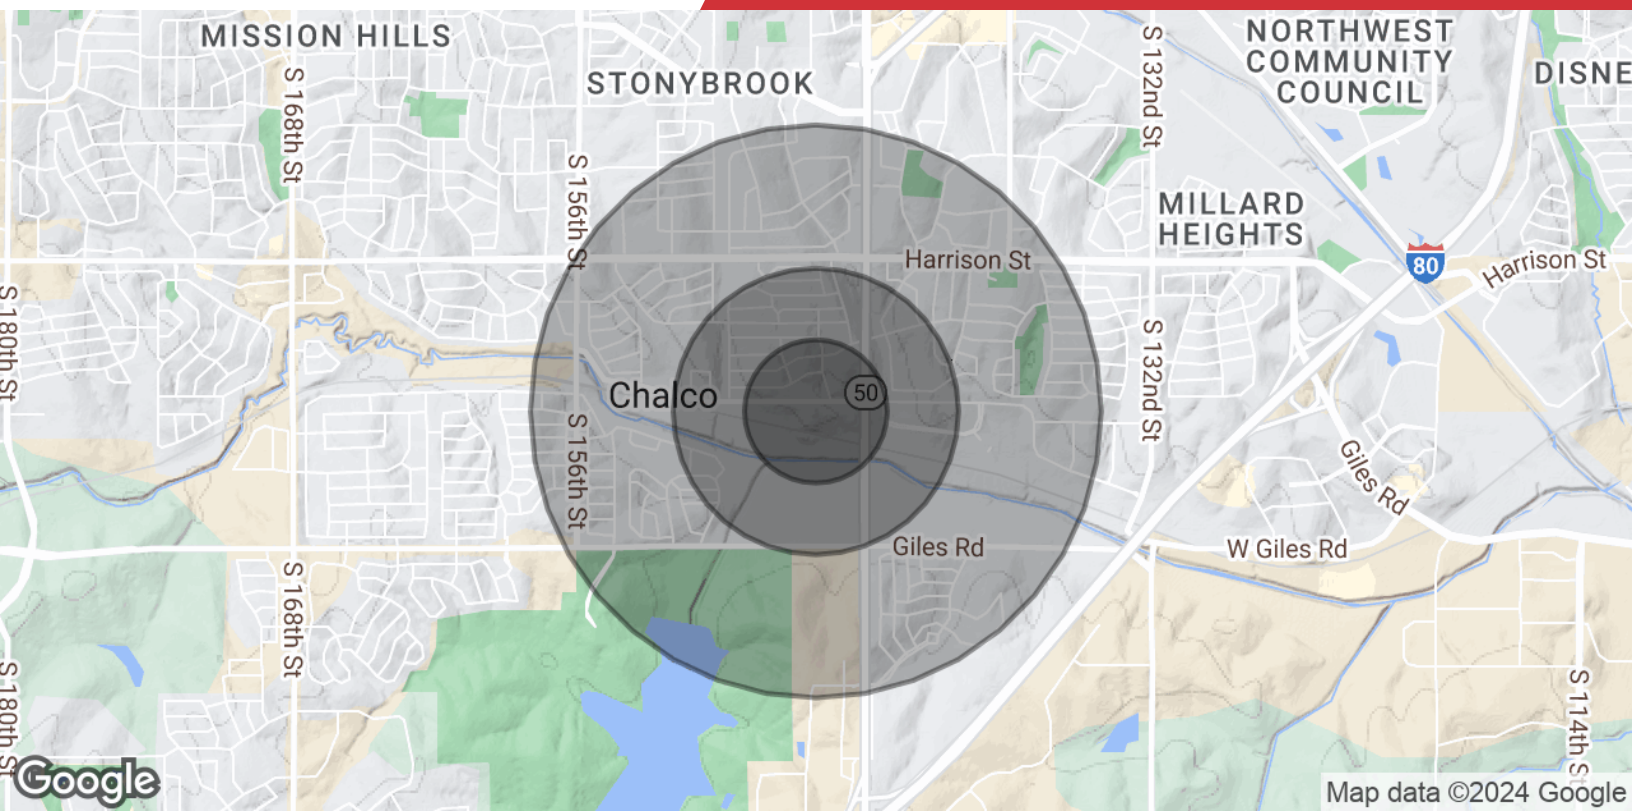 MISSION HILLS
STONYBROOK
NORTHWEST
COMMUNITY
COUNCIL
DISNE
S 168th St
S 156th St
S 132nd St
MILLARD
HEIGHTS
Harrison St
80
Harrison St
S 180th St
Chalco
50
S 132nd St
S 156th St
Giles Rd
Giles Rd
W Giles Rd
S 168th St
S 180th St
S 114th St
Google
Map data ©2024 Google